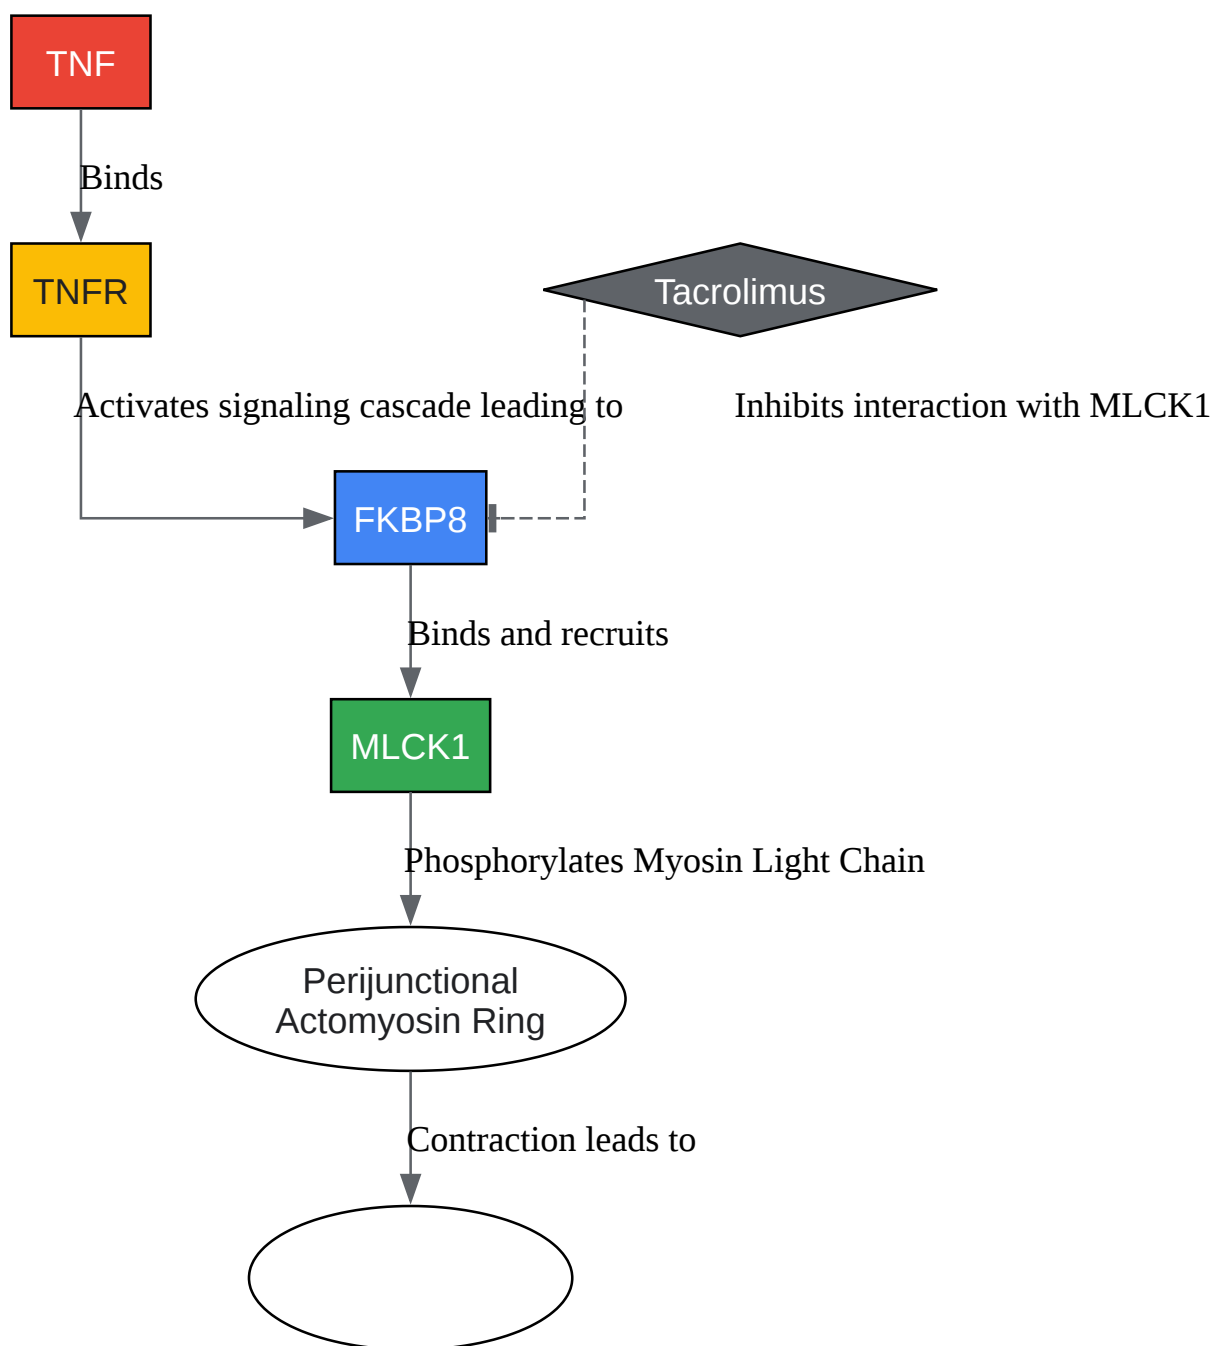 TNF
Binds
TNFR
Tacrolimus
Activates signaling cascade leading to
Inhibits interaction with MLCK1
FKBP8
Binds and recruits
MLCK1
Phosphorylates Myosin Light Chain
Perijunctional
Actomyosin Ring
Contraction leads to